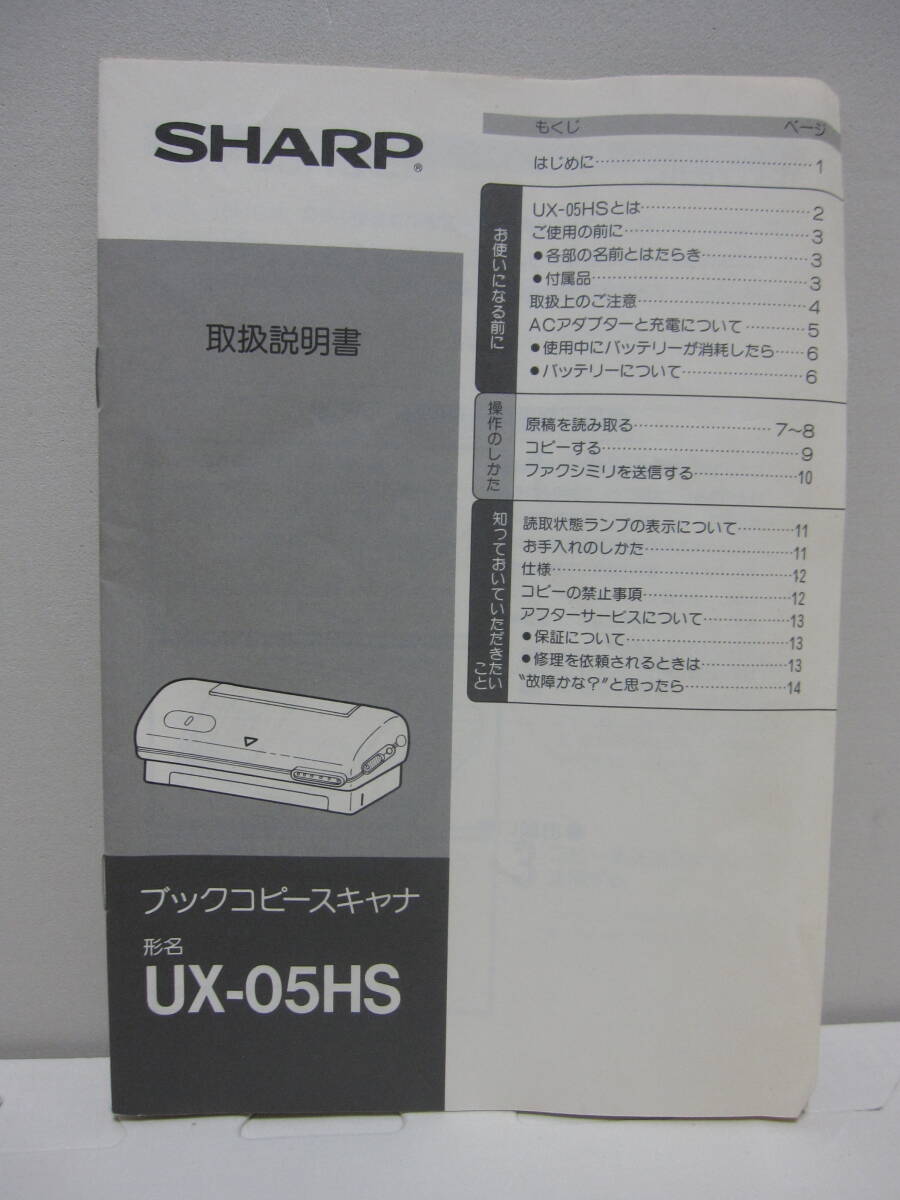 SHARP®
取扱説明書
ブックコピースキャナ
形名
UX-05HS
もくじ ページ
はじめに 1
お使いになる前に
UX-05HSとは 2
ご使用の前に 3
●各部の名前とはたらき 3
●付属品 3
取扱上のご注意 4
ACアダプターと充電について 5
●使用中にバッテリーが消耗したら 6
●バッテリーについて 6
操作のしかた
原稿を読み取る 7〜8
コピーする 9
ファクシミリを送信する 10
知っておいていただきたい
こと
読取状態ランプの表示について 11
お手入れのしかた 11
仕様 12
コピーの禁止事項 12
アフターサービスについて 13
●保証について 13
●修理を依頼されるときは 13
“故障かな？”と思ったら 14